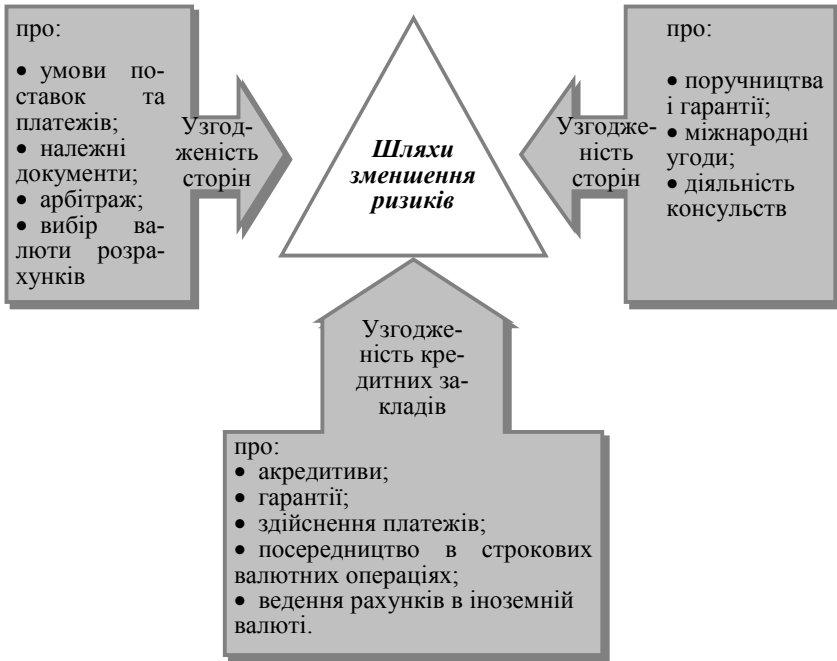 про:
• умови по-
ставок та
платежів;
• належні
документи;
• арбітраж;
• вибір ва-
люти розра-
хунків
Узгод-
женість
сторін
Шляхи
зменшення
ризиків
Узгодже-
ність
сторін
про:
• поручництва
і гарантії;
• міжнародні
угоди;
• діяльність
консульств
Узгодже-
ність кре-
дитних за-
кладів
про:
• акредитиви;
• гарантії;
• здійснення платежів;
• посередництво в строкових
валютних операціях;
• ведення рахунків в іноземній
валюті.